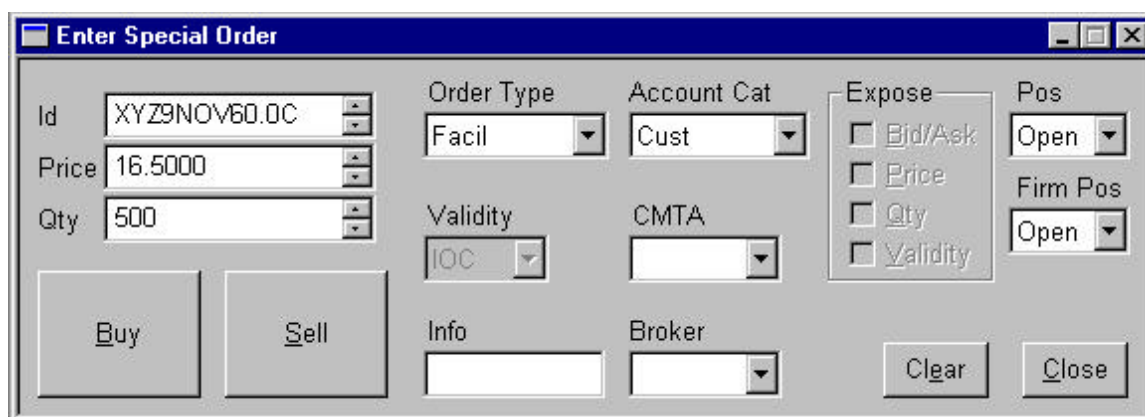 Enter Special Order
Id XYZ9NOV60.0C
Price 16.5000
Qty 500
Buy Sell
Order Type
Facil
Validity
IOC
Info
Account Cat
Cust
CMTA
Broker
Expose
Bid/Ask
Price
Qty
Validity
Pos
Open
Firm Pos
Open
Clear Close